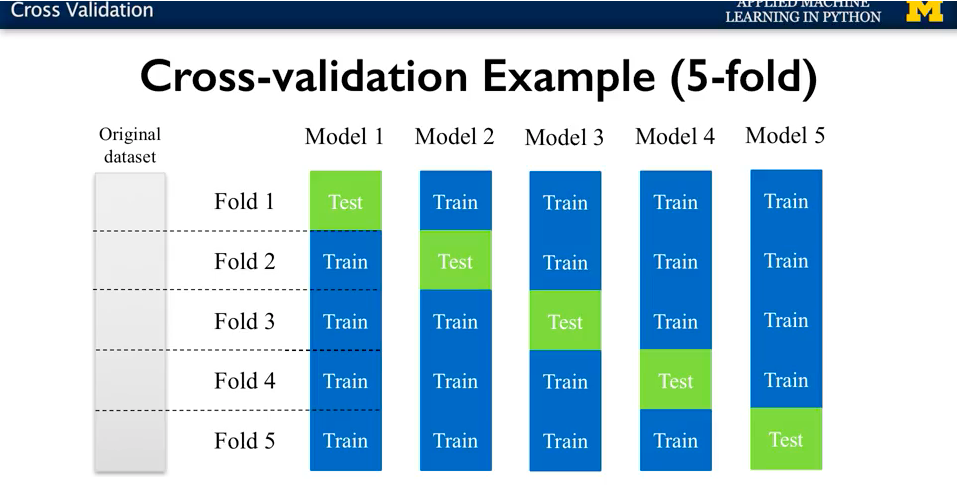 Cross Validation
APPLIED MACHINE
LEARNING IN PYTHON
M
Cross-validation Example (5-fold)
Original
dataset
Model 1 Model 2 Model 3 Model 4 Model 5
Fold 1 Test Train Train Train Train
Fold 2 Train Test Train Train Train
Fold 3 Train Train Test Train Train
Fold 4 Train Train Train Test Train
Fold 5 Train Train Train Train Test